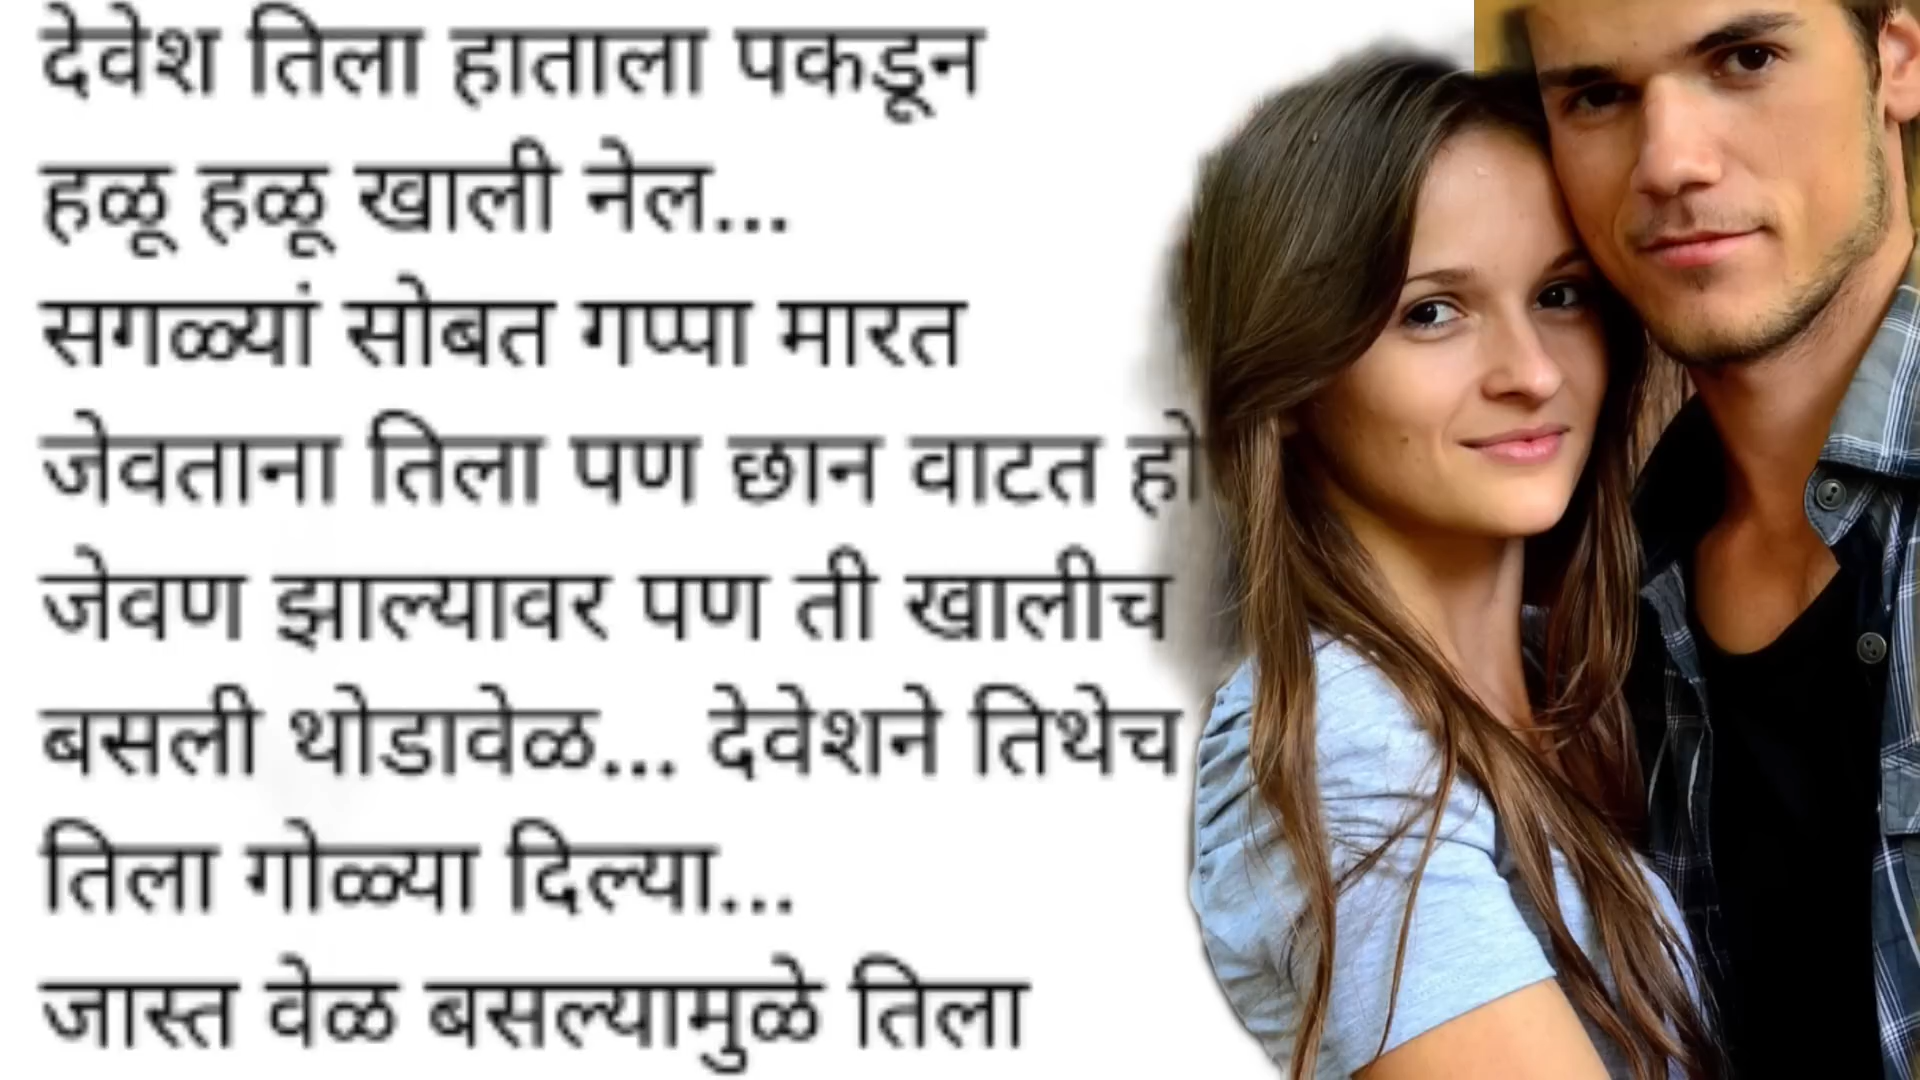 देवेश तिला हाताला पकडून
हळू हळू खाली नेल...
सगळ्यां सोबत गप्पा मारत
जेवताना तिला पण छान वाटत हो
जेवण झाल्यावर पण ती खालीच
बसली थोडावेळ... देवेशने तिथेच
तिला गोळ्या दिल्या...
जास्त वेळ बसल्यामुळे तिला